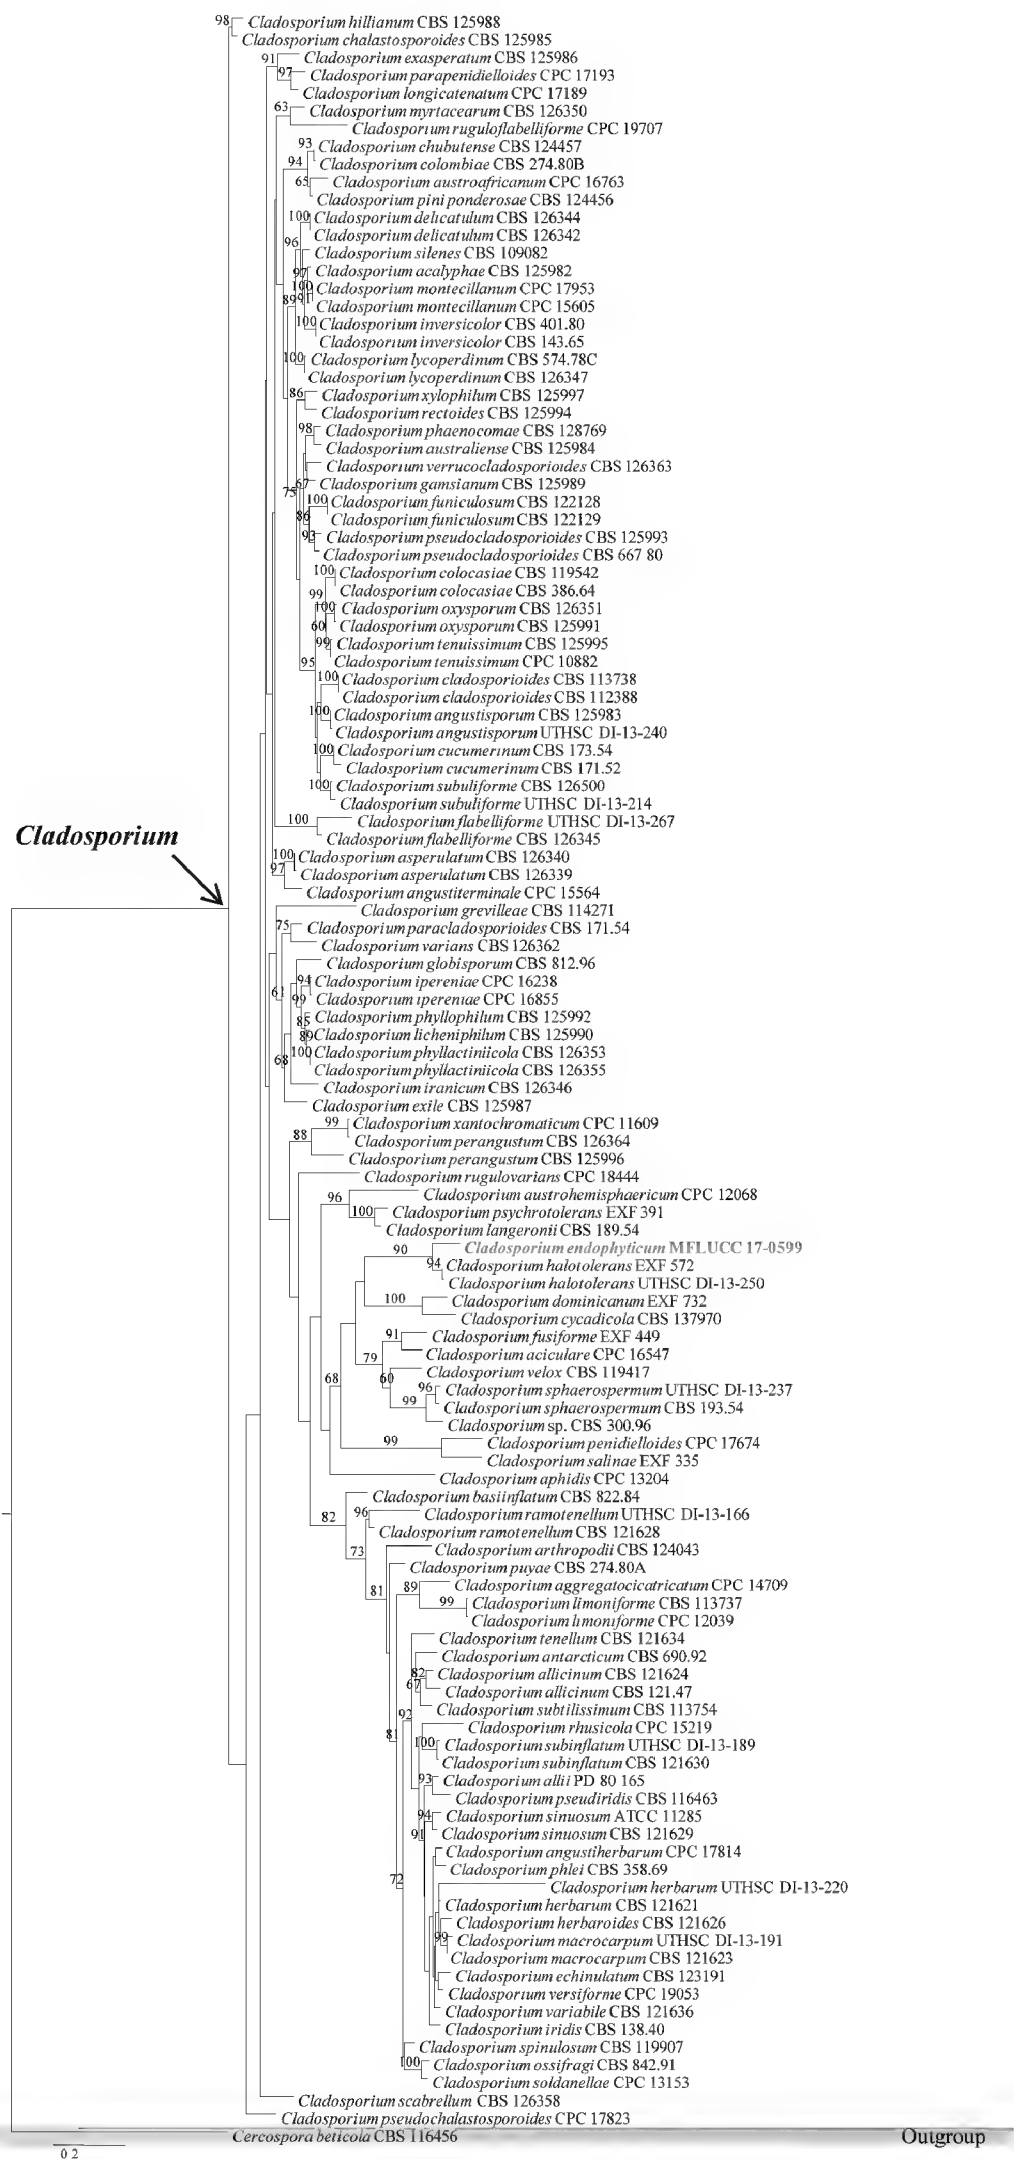 98 Cladosporium hillianum CBS 125988
Cladosporium chalastosporoides CBS 125985
91 Cladosporium exasperatum CBS 125986
97 Cladosporium parapenidielloides CPC 17193
Cladosporium longicatenatum CPC 17189
63 Cladosporium myrtacearum CBS 126350
Cladosporium ruguloflabelliforme CPC 19707
93 Cladosporium chubutense CBS 124457
94 Cladosporium colombiae CBS 274.80B
65 Cladosporium austroafricanum CPC 16763
Cladosporium pini ponderosae CBS 124456
100 Cladosporium delicatulum CBS 126344
Cladosporium delicatulum CBS 126342
96 Cladosporium silenes CBS 109082
97 Cladosporium acalyphae CBS 125982
100 Cladosporium montecillanum CPC 17953
89 91 Cladosporium montecillanum CPC 15605
100 Cladosporium inversicolor CBS 401.80
Cladosporium inversicolor CBS 143.65
100 Cladosporium lycoperdinum CBS 574.78C
Cladosporium lycoperdinum CBS 126347
86 Cladosporium xylophilum CBS 125997
Cladosporium rectoides CBS 125994
98 Cladosporium phaenocomae CBS 128769
Cladosporium australiense CBS 125984
Cladosporium verrucocladosporioides CBS 126363
75 67 Cladosporium gamsianum CBS 125989
100 Cladosporium funiculosum CBS 122128
86 Cladosporium funiculosum CBS 122129
93 Cladosporium pseudocladosporioides CBS 125993
Cladosporium pseudocladosporioides CBS 667 80
100 Cladosporium colocasiae CBS 119542
99 Cladosporium colocasiae CBS 386.64
100 Cladosporium oxysporum CBS 126351
60 Cladosporium oxysporum CBS 125991
99 Cladosporium tenuissimum CBS 125995
95 Cladosporium tenuissimum CPC 10882
100 Cladosporium cladosporioides CBS 113738
Cladosporium cladosporioides CBS 112388
100 Cladosporium angustisporum CBS 125983
Cladosporium angustisporum UTHSC DI-13-240
100 Cladosporium cucumerinum CBS 173.54
Cladosporium cucumerinum CBS 171.52
100 Cladosporium subuliforme CBS 126500
Cladosporium subuliforme UTHSC DI-13-214
100 Cladosporium flabelliforme UTHSC DI-13-267
Cladosporium flabelliforme CBS 126345
Cladosporium
100 Cladosporium asperulatum CBS 126340
97 Cladosporium asperulatum CBS 126339
Cladosporium angustiterminale CPC 15564
Cladosporium grevilleae CBS 114271
75 Cladosporium paracladosporioides CBS 171.54
Cladosporium varians CBS 126362
Cladosporium globisporum CBS 812.96
61 94 Cladosporium ipereniae CPC 16238
99 Cladosporium ipereniae CPC 16855
85 Cladosporium phyllophilum CBS 125992
89 Cladosporium licheniphilum CBS 125990
68 100 Cladosporium phyllactiniicola CBS 126353
Cladosporium phyllactiniicola CBS 126355
Cladosporium iranicum CBS 126346
Cladosporium exile CBS 125987
99 Cladosporium xantochromaticum CPC 11609
88 Cladosporium perangustum CBS 126364
Cladosporium perangustum CBS 125996
Cladosporium rugulovarians CPC 18444
96 Cladosporium austrohemisphaericum CPC 12068
100 Cladosporium psychrotolerans EXF 391
Cladosporium langeronii CBS 189.54
90 Cladosporium endophyticum MFLUCC 17-0599
94 Cladosporium halotolerans EXF 572
Cladosporium halotolerans UTHSC DI-13-250
100 Cladosporium dominicanum EXF 732
Cladosporium cycadicola CBS 137970
91 Cladosporium fusiforme EXF 449
79 Cladosporium aciculare CPC 16547
68 60 Cladosporium velox CBS 119417
96 Cladosporium sphaerospermum UTHSC DI-13-237
99 Cladosporium sphaerospermum CBS 193.54
Cladosporium sp. CBS 300.96
99 Cladosporium penidielloides CPC 17674
Cladosporium salinae EXF 335
Cladosporium aphidis CPC 13204
Cladosporium basiinflatum CBS 822.84
82 96 Cladosporium ramotenellum UTHSC DI-13-166
Cladosporium ramotenellum CBS 121628
73 Cladosporium arthropodii CBS 124043
Cladosporium puyae CBS 274.80A
81 89 Cladosporium aggregatocicatricatum CPC 14709
99 Cladosporium limoniforme CBS 113737
Cladosporium limoniforme CPC 12039
Cladosporium tenellum CBS 121634
Cladosporium antarcticum CBS 690.92
82 Cladosporium allicinum CBS 121624
67 Cladosporium allicinum CBS 121.47
92 Cladosporium subtilissimum CBS 113754
81 Cladosporium rhusicola CPC 15219
100 Cladosporium subinflatum UTHSC DI-13-189
Cladosporium subinflatum CBS 121630
93 Cladosporium allii PD 80 165
Cladosporium pseudiridis CBS 116463
94 Cladosporium sinuosum ATCC 11285
91 Cladosporium sinuosum CBS 121629
Cladosporium angustiherbarum CPC 17814
72 Cladosporium phlei CBS 358.69
Cladosporium herbarum UTHSC DI-13-220
Cladosporium herbarum CBS 121621
Cladosporium herbaroides CBS 121626
99 Cladosporium macrocarpum UTHSC DI-13-191
Cladosporium macrocarpum CBS 121623
Cladosporium echinulatum CBS 123191
Cladosporium versiforme CPC 19053
Cladosporium variabile CBS 121636
Cladosporium iridis CBS 138.40
Cladosporium spinulosum CBS 119907
100 Cladosporium ossifragi CBS 842.91
Cladosporium soldanellae CPC 13153
Cladosporium scabrellum CBS 126358
Cladosporium pseudochalastosporoides CPC 17823
Cercospora beticola CBS 116456 Outgroup
0 2